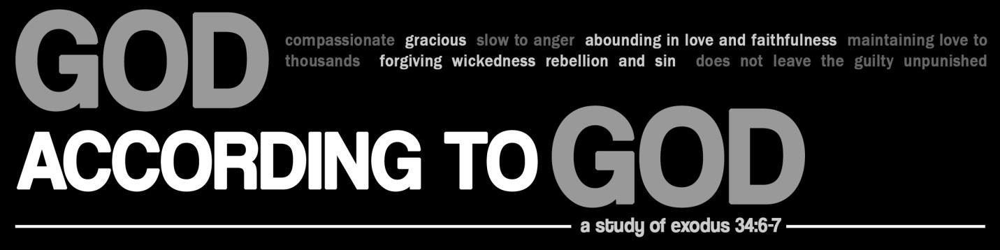 GOD
compassionate gracious slow to anger abounding in love and faithfulness maintaining love to
thousands forgiving wickedness rebellion and sin does not leave the guilty unpunished
ACCORDING TO GOD
a study of exodus 34:6-7